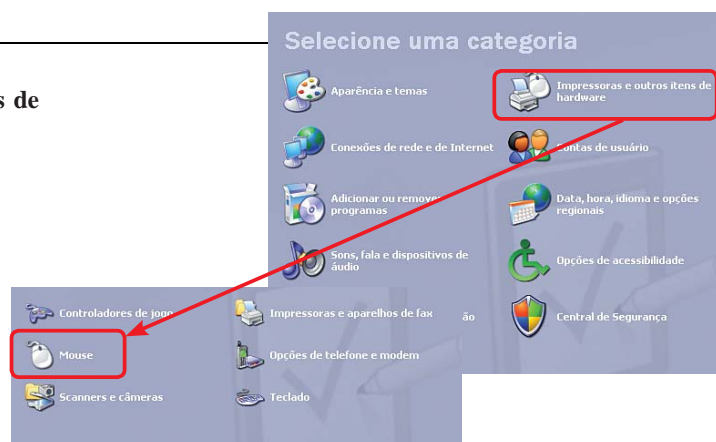 Selecione uma categoria
s de
Aparência e temas
Impressoras e outros itens de
hardware
Conexões de rede e de Internet
Contas de usuário
Adicionar ou remover
programas
Data, hora, idioma e opções
regionais
Sons, fala e dispositivos de
áudio
Opções de acessibilidade
ão
Central de Segurança
Controladores de jogo
Impressoras e aparelhos de fax
Mouse
Opções de telefone e modem
Scanners e câmeras
Teclado